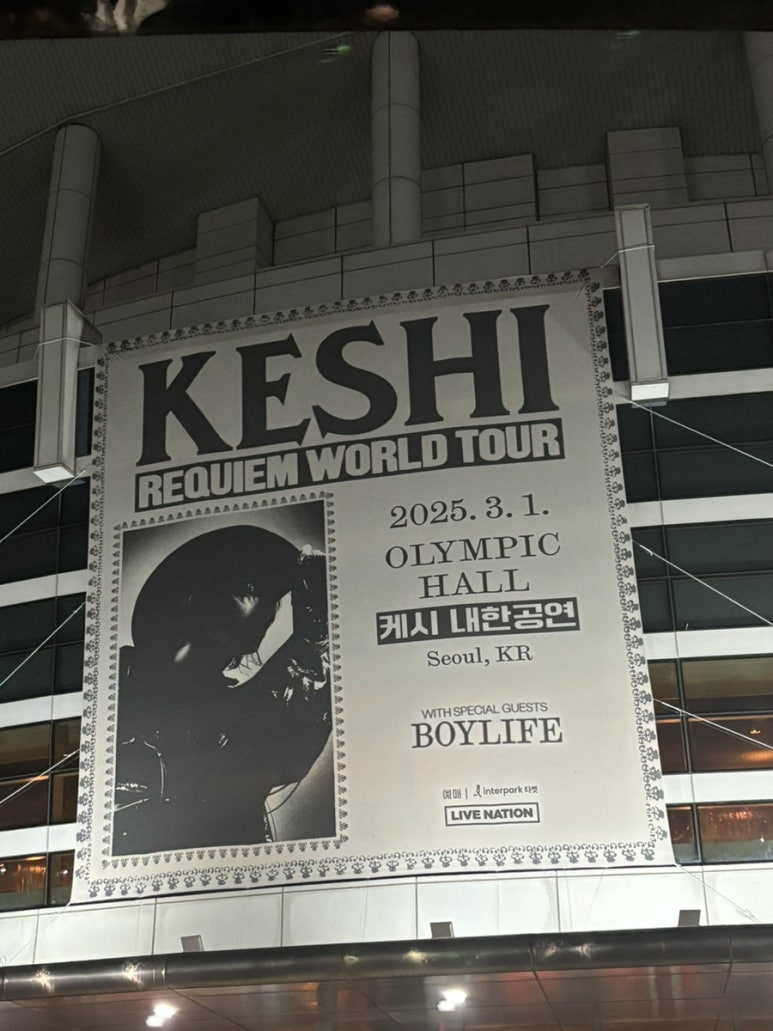 KESHI
REQUIEM WORLD TOUR
2025. 3. 1.
OLYMPIC
HALL
케시 내한공연
Seoul, KR
WITH SPECIAL GUESTS
BOYLIFE
예매 | interpark 티켓
LIVE NATION